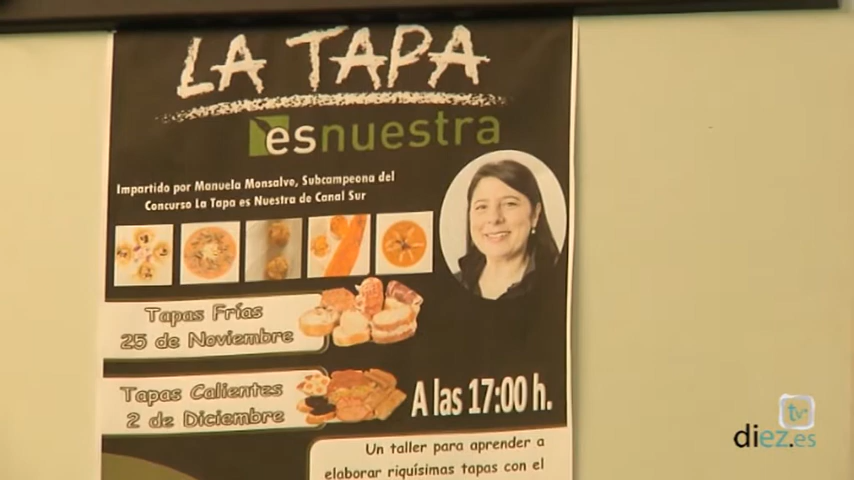 LA TAPA
esnuestra
Impartido por Manuela Monsalve, Subcampeona del
Concurso La Tapa es Nuestra de Canal Sur
Tapas Frías
25 de Noviembre
Tapas Calientes
2 de Diciembre
A las 17:00 h.
Un taller para aprender a
elaborar riquísimas tapas con el
tv
diez.es